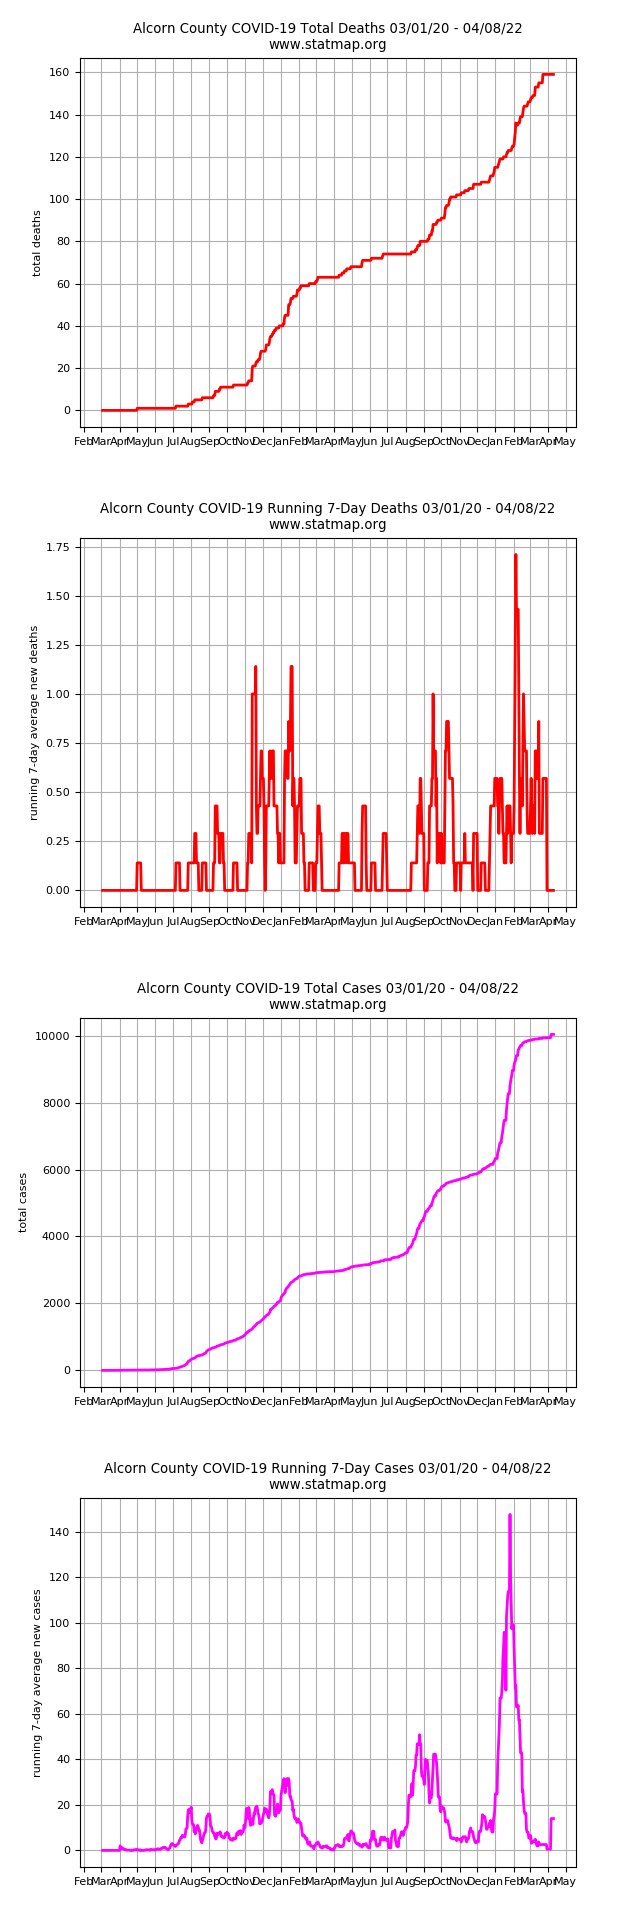 Alcorn County COVID-19 Total Deaths 03/01/20 - 04/08/22
www.statmap.org
160
140
120
100
80
60
40
20
0
total deaths
Feb Mar Apr May Jun Jul Aug Sep Oct Nov Dec Jan Feb Mar Apr May Jun Jul Aug Sep Oct Nov Dec Jan Feb Mar Apr May
Alcorn County COVID-19 Running 7-Day Deaths 03/01/20 - 04/08/22
www.statmap.org
1.75
1.50
1.25
1.00
0.75
0.50
0.25
0.00
running 7-day average new deaths
Feb Mar Apr May Jun Jul Aug Sep Oct Nov Dec Jan Feb Mar Apr May Jun Jul Aug Sep Oct Nov Dec Jan Feb Mar Apr May
Alcorn County COVID-19 Total Cases 03/01/20 - 04/08/22
www.statmap.org
10000
8000
6000
4000
2000
0
total cases
Feb Mar Apr May Jun Jul Aug Sep Oct Nov Dec Jan Feb Mar Apr May Jun Jul Aug Sep Oct Nov Dec Jan Feb Mar Apr May
Alcorn County COVID-19 Running 7-Day Cases 03/01/20 - 04/08/22
www.statmap.org
140
120
100
80
60
40
20
0
running 7-day average new cases
Feb Mar Apr May Jun Jul Aug Sep Oct Nov Dec Jan Feb Mar Apr May Jun Jul Aug Sep Oct Nov Dec Jan Feb Mar Apr May